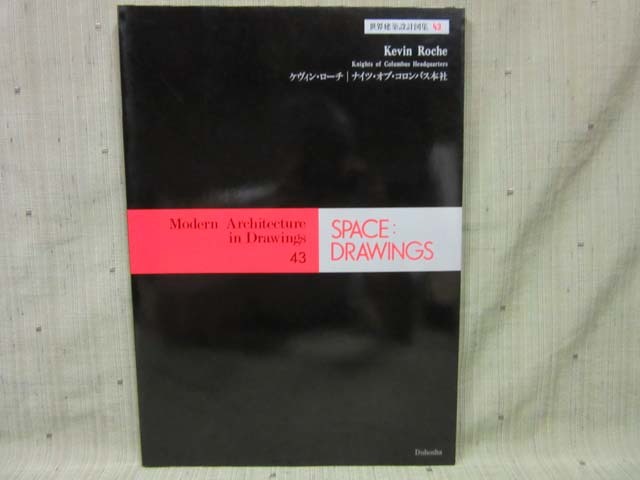 世界建築設計図集 43
Kevin Roche
Knights of Columbus Headquarters
ケヴィン・ローチ|ナイツ・オブ・コロンバス本社
Modern Architecture
in Drawings
43
SPACE:
DRAWINGS
Dohosha